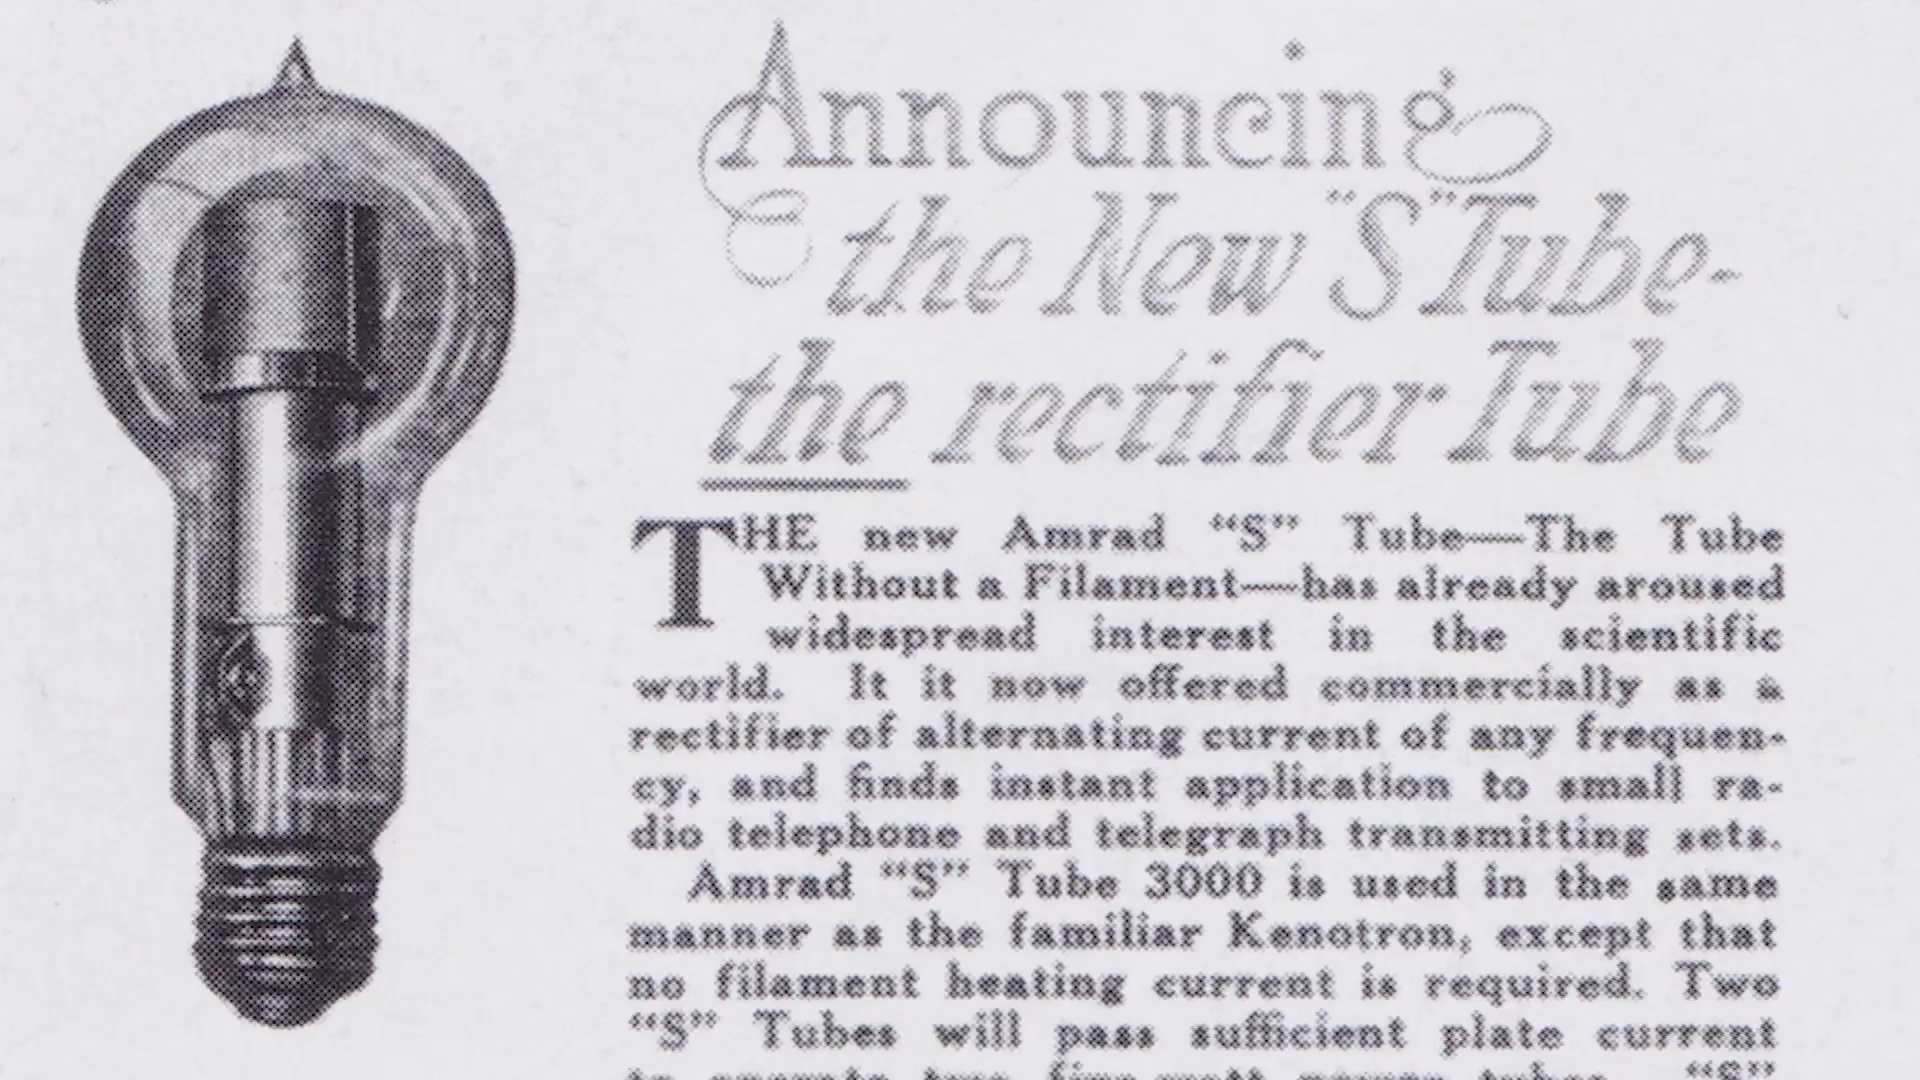 Announcing
the New "S" Tube-
the rectifier Tube
THE new Amrad "S" Tube—The Tube
Without a Filament—has already aroused
widespread interest in the scientific
world. It it now offered commercially as a
rectifier of alternating current of any frequen-
cy, and finds instant application to small ra-
dio telephone and telegraph transmitting sets.
Amrad "S" Tube 3000 is used in the same
manner as the familiar Kenotron, except that
no filament heating current is required. Two
"S" Tubes will pass sufficient plate current